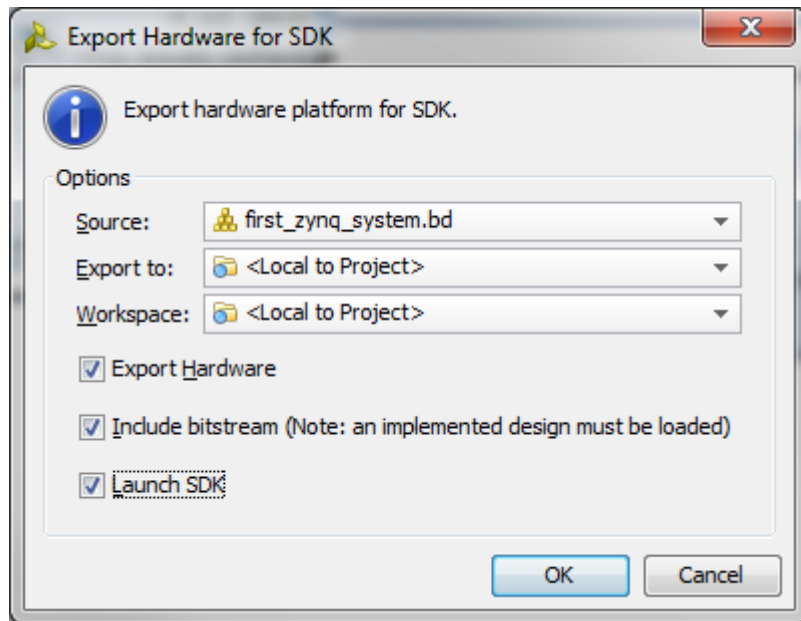 Export Hardware for SDK
Export hardware platform for SDK.
Options
Source: first_zynq_system.bd
Export to: <Local to Project>
Workspace: <Local to Project>
Export Hardware
Include bitstream (Note: an implemented design must be loaded)
Launch SDK
OK Cancel